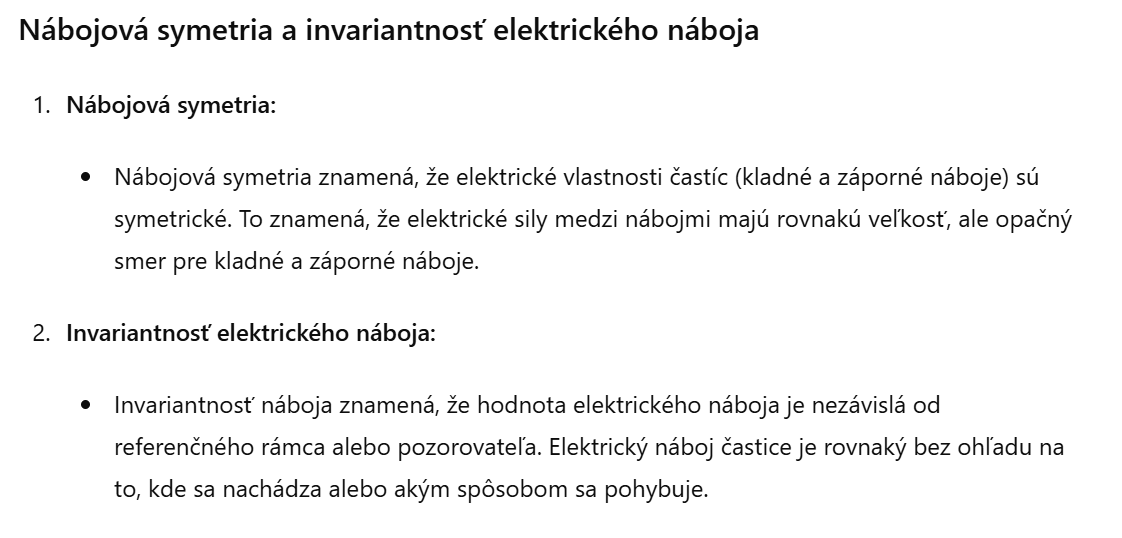 Nábojová symetria a invariantnosť elektrického náboja
1. Nábojová symetria:
• Nábojová symetria znamená, že elektrické vlastnosti častíc (kladné a záporné náboje) sú
symetrické. To znamená, že elektrické sily medzi nábojmi majú rovnakú veľkosť, ale opačný
smer pre kladné a záporné náboje.
2. Invariantnosť elektrického náboja:
• Invariantnosť náboja znamená, že hodnota elektrického náboja je nezávislá od
referenčného rámca alebo pozorovateľa. Elektrický náboj častice je rovnaký bez ohľadu na
to, kde sa nachádza alebo akým spôsobom sa pohybuje.